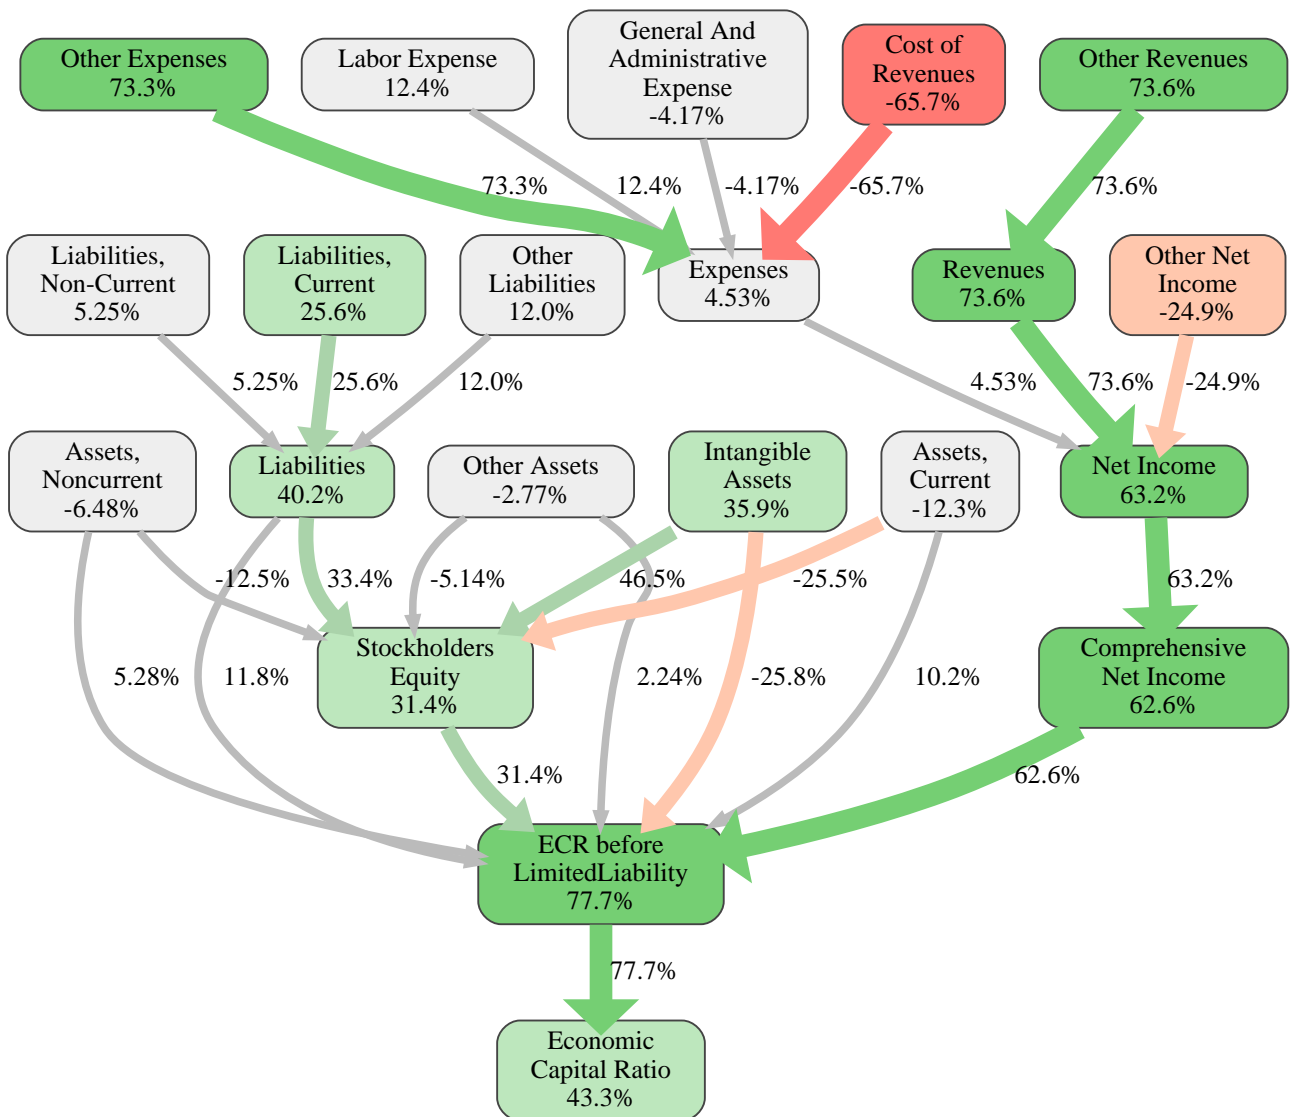 Other Expenses
73.3%
Labor Expense
12.4%
General And
Administrative
Expense
-4.17%
Cost of
Revenues
-65.7%
Other Revenues
73.6%
73.3%
12.4%
-4.17%
-65.7%
73.6%
Liabilities,
Non-Current
5.25%
Liabilities,
Current
25.6%
Other
Liabilities
12.0%
Expenses
4.53%
Revenues
73.6%
Other Net
Income
-24.9%
5.25%
25.6%
12.0%
4.53%
73.6%
-24.9%
Assets,
Noncurrent
-6.48%
Liabilities
40.2%
Other Assets
-2.77%
Intangible
Assets
35.9%
Assets,
Current
-12.3%
Net Income
63.2%
-12.5%
33.4%
-5.14%
46.5%
-25.5%
63.2%
Stockholders
Equity
31.4%
Comprehensive
Net Income
62.6%
5.28%
11.8%
2.24%
-25.8%
10.2%
31.4%
62.6%
ECR before
LimitedLiability
77.7%
77.7%
Economic
Capital Ratio
43.3%